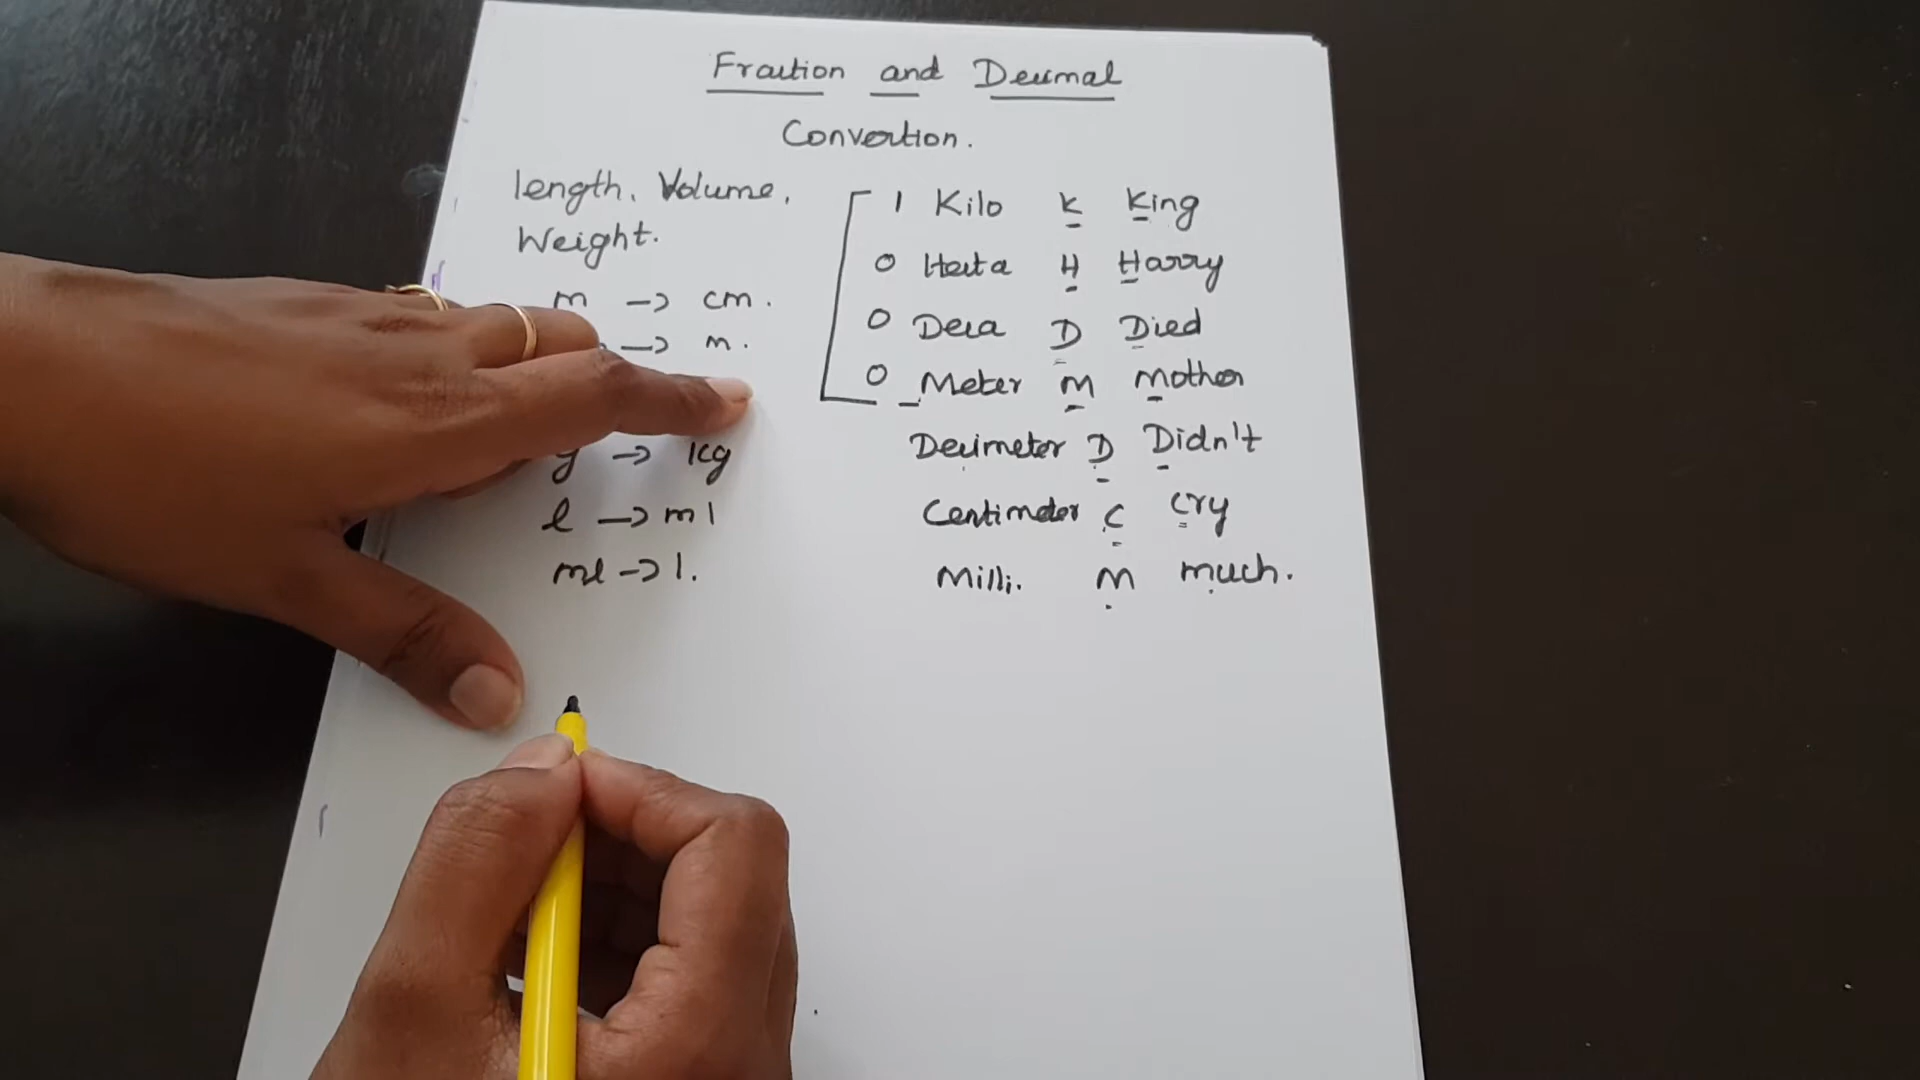 Fraction and Decimal
Convertion.
length, Volume,
Weight.
m -> cm.
-> m.
g -> kg
l -> ml
ml -> l.
1 Kilo K King
0 Hecta H Harry
0 Deca D Died
0 Meter M Mother
Decimeter D Didn't
Centimeter C Cry
Milli. M much.